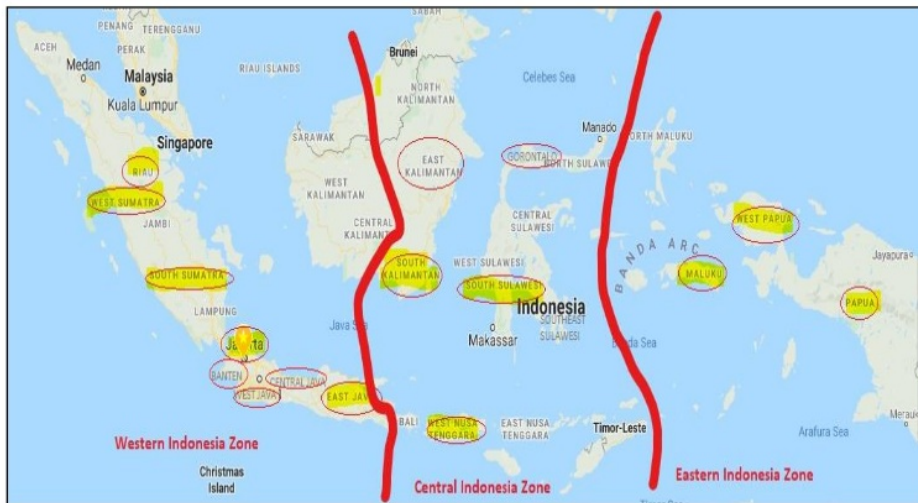 ACEH
PENANG
PINANG
TERENGGANU
PERAK
Medan
Malaysia
Kuala Lumpur
RIAU ISLANDS
Singapore
RIAU
WEST SUMATRA
JAMBI
SOUTH SUMATRA
LAMPUNG
Jakarta
BANTEN
WEST JAVA
CENTRAL JAVA
EAST JAVA
Java Sea
Western Indonesia Zone
Christmas
Island
Brunei
NORTH
KALIMANTAN
SARAWAK
WEST
KALIMANTAN
EAST
KALIMANTAN
CENTRAL
KALIMANTAN
SOUTH
KALIMANTAN
Celebes Sea
Manado
GORONTALO
NORTH SULAWESI
CENTRAL
SULAWESI
WEST SULAWESI
SOUTH SULAWESI
Indonesia
Makassar
SOUTHEAST
SULAWESI
BALI
WEST NUSA
TENGGARA
EAST NUSA
TENGGARA
Timor-Leste
Central Indonesia Zone
NORTH MALUKU
BANDA ARC
Banda Sea
MALUKU
WEST PAPUA
Jayapura
PAPUA
Arafura Sea
Eastern Indonesia Zone